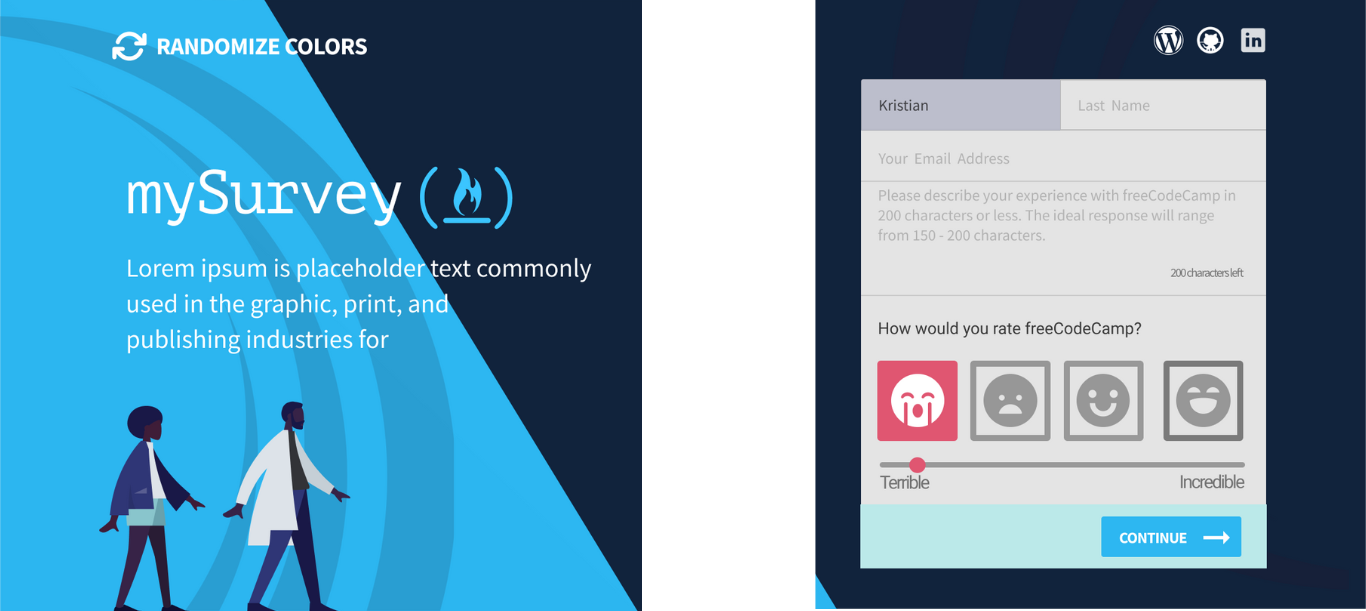 RANDOMIZE COLORS
mySurvey
Lorem ipsum is placeholder text commonly
used in the graphic, print, and
publishing industries for
in
Kristian
Last Name
Your Email Address
Please describe your experience with freeCodeCamp in
200 characters or less. The ideal response will range
from 150 - 200 characters.
200 characters left
How would you rate freeCodeCamp?
Terrible
Incredible
CONTINUE